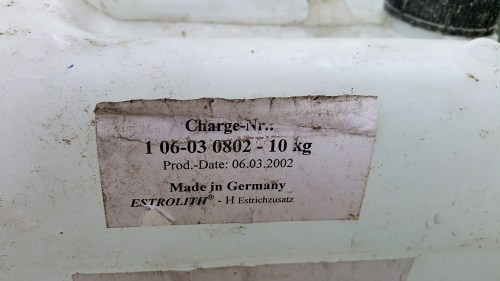 Charge-Nr.:
1 06-03 0802 - 10 kg
Prod.-Date: 06.03.2002
Made in Germany
ESTROLITH® - H Estrichzusatz